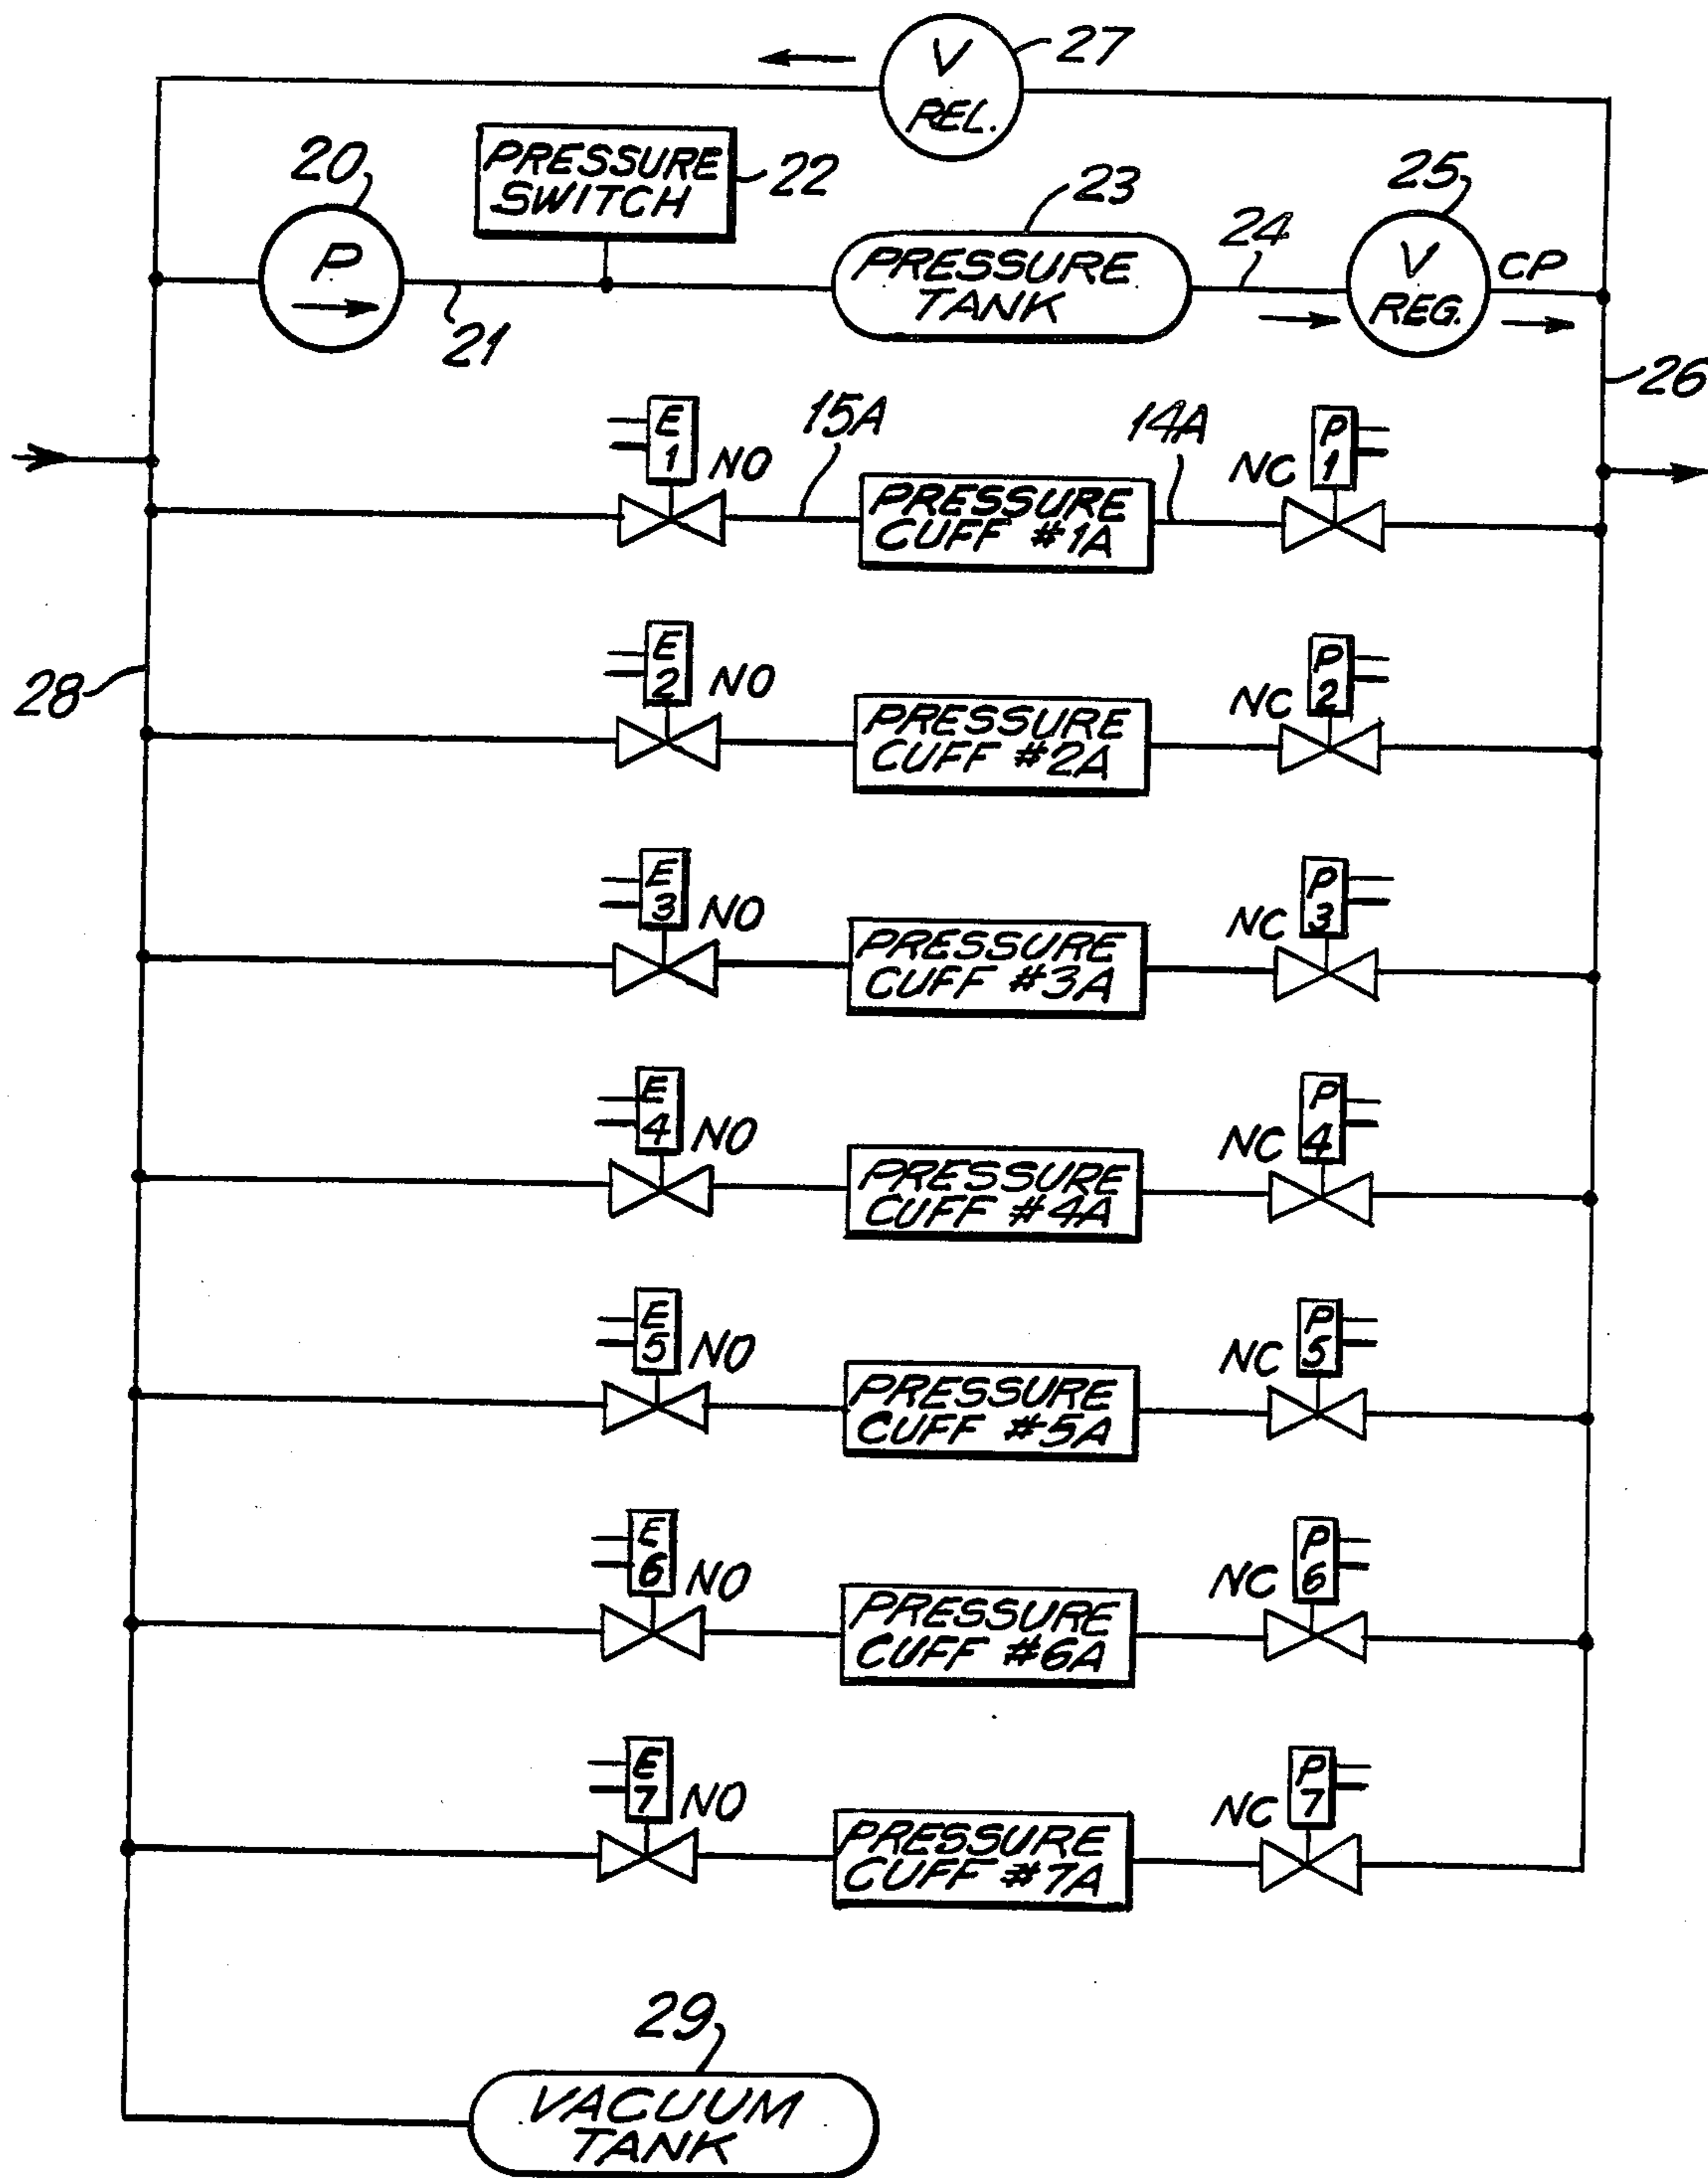 V
REL.
27
20
PRESSURE
SWITCH
22
23
25
P
21
PRESSURE
TANK
24
V
REG.
CP
26
E
1
NO
15A
PRESSURE
CUFF #1A
14A
NC
P
1
28
E
2
NO
PRESSURE
CUFF #2A
NC
P
2
E
3
NO
PRESSURE
CUFF #3A
NC
P
3
E
4
NO
PRESSURE
CUFF #4A
NC
P
4
E
5
NO
PRESSURE
CUFF #5A
NC
P
5
E
6
NO
PRESSURE
CUFF #6A
NC
P
6
E
7
NO
PRESSURE
CUFF #7A
NC
P
7
29
VACUUM
TANK